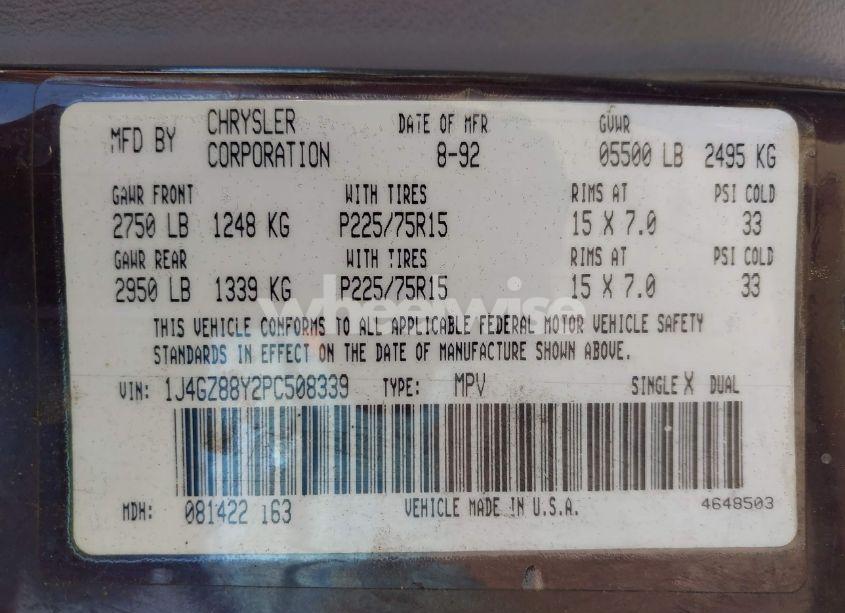 MFD BY CHRYSLER CORPORATION DATE OF MFR 8-92 GVWR 05500 LB 2495 KG
GAWR FRONT WITH TIRES RIMS AT PSI COLD
2750 LB 1248 KG P225/75R15 15 X 7.0 33
GAWR REAR WITH TIRES RIMS AT PSI COLD
2950 LB 1339 KG P225/75R15 15 X 7.0 33
wheelwise
THIS VEHICLE CONFORMS TO ALL APPLICABLE FEDERAL MOTOR VEHICLE SAFETY
STANDARDS IN EFFECT ON THE DATE OF MANUFACTURE SHOWN ABOVE.
VIN: 1J4GZ88Y2PC508339 TYPE: MPV SINGLE X DUAL
MDH: 081422 163 VEHICLE MADE IN U.S.A. 4648503